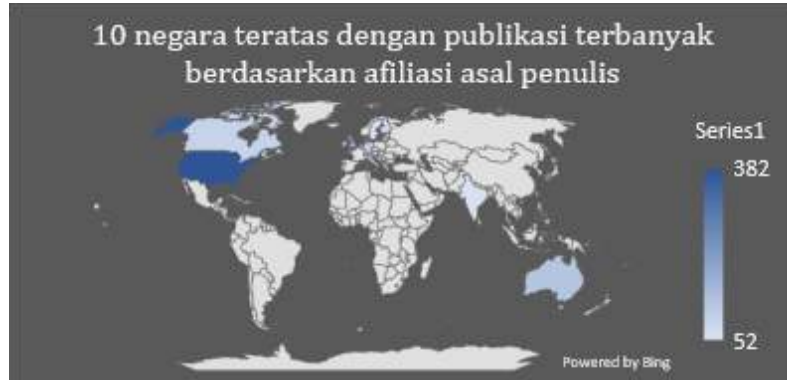 10 negara teratas dengan publikasi terbanyak
berdasarkan afiliasi asal penulis
Series1
382
52
Powered by Bing